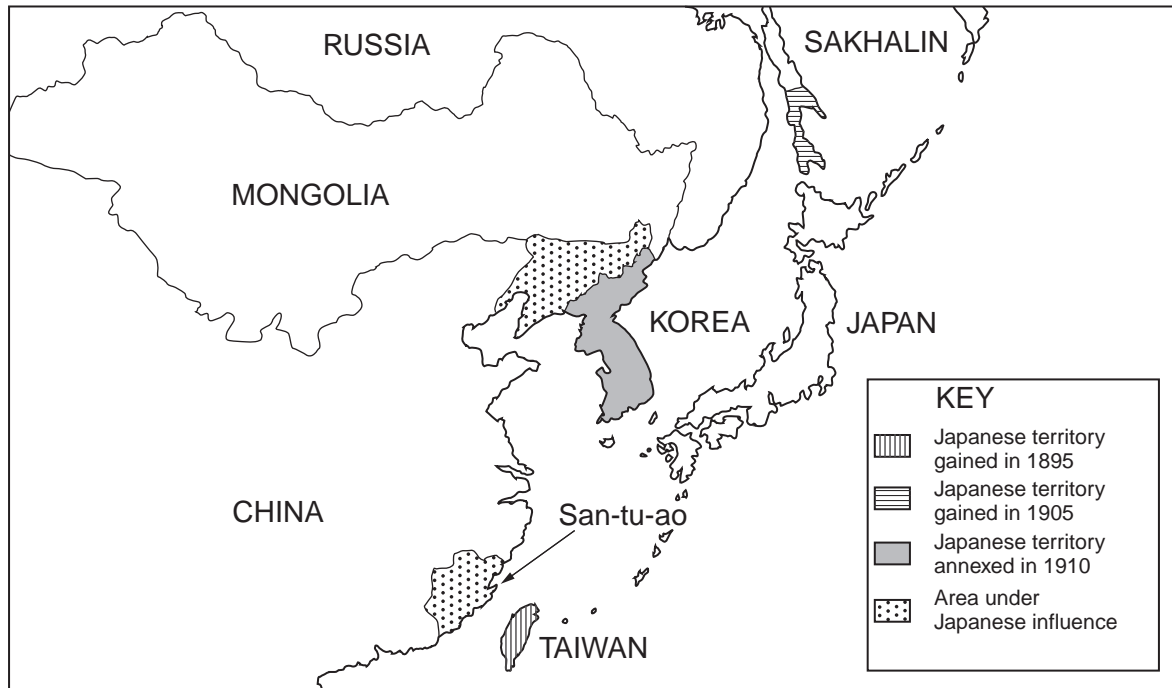 RUSSIA
SAKHALIN
MONGOLIA
KOREA
JAPAN
CHINA
San-tu-ao
TAIWAN
KEY
Japanese territory
gained in 1895
Japanese territory
gained in 1905
Japanese territory
annexed in 1910
Area under
Japanese influence